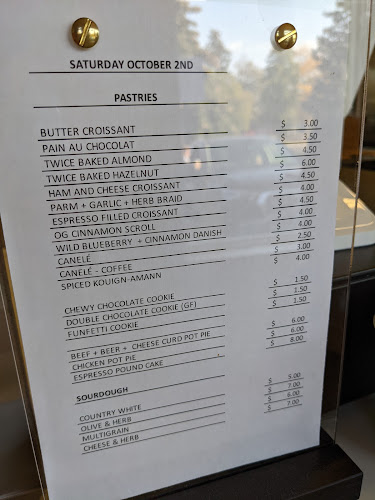 SATURDAY OCTOBER 2ND
PASTRIES
BUTTER CROISSANT $ 3.00
PAIN AU CHOCOLAT $ 3.50
TWICE BAKED ALMOND $ 4.50
TWICE BAKED HAZELNUT $ 6.00
HAM AND CHEESE CROISSANT $ 4.50
PARM + GARLIC + HERB BRAID $ 4.00
ESPRESSO FILLED CROISSANT $ 4.50
OG CINNAMON SCROLL $ 4.00
WILD BLUEBERRY + CINNAMON DANISH $ 4.00
CANELÉ $ 2.50
CANELÉ - COFFEE $ 3.00
SPICED KOUIGN-AMANN $ 4.00
CHEWY CHOCOLATE COOKIE $ 1.50
DOUBLE CHOCOLATE COOKIE (GF) $ 1.50
FUNFETTI COOKIE $ 1.50
BEEF + BEER + CHEESE CURD POT PIE $ 6.00
CHICKEN POT PIE $ 6.00
ESPRESSO POUND CAKE $ 8.00
SOURDOUGH
COUNTRY WHITE $ 5.00
OLIVE & HERB $ 7.00
MULTIGRAIN $ 6.00
CHEESE & HERB $ 7.00